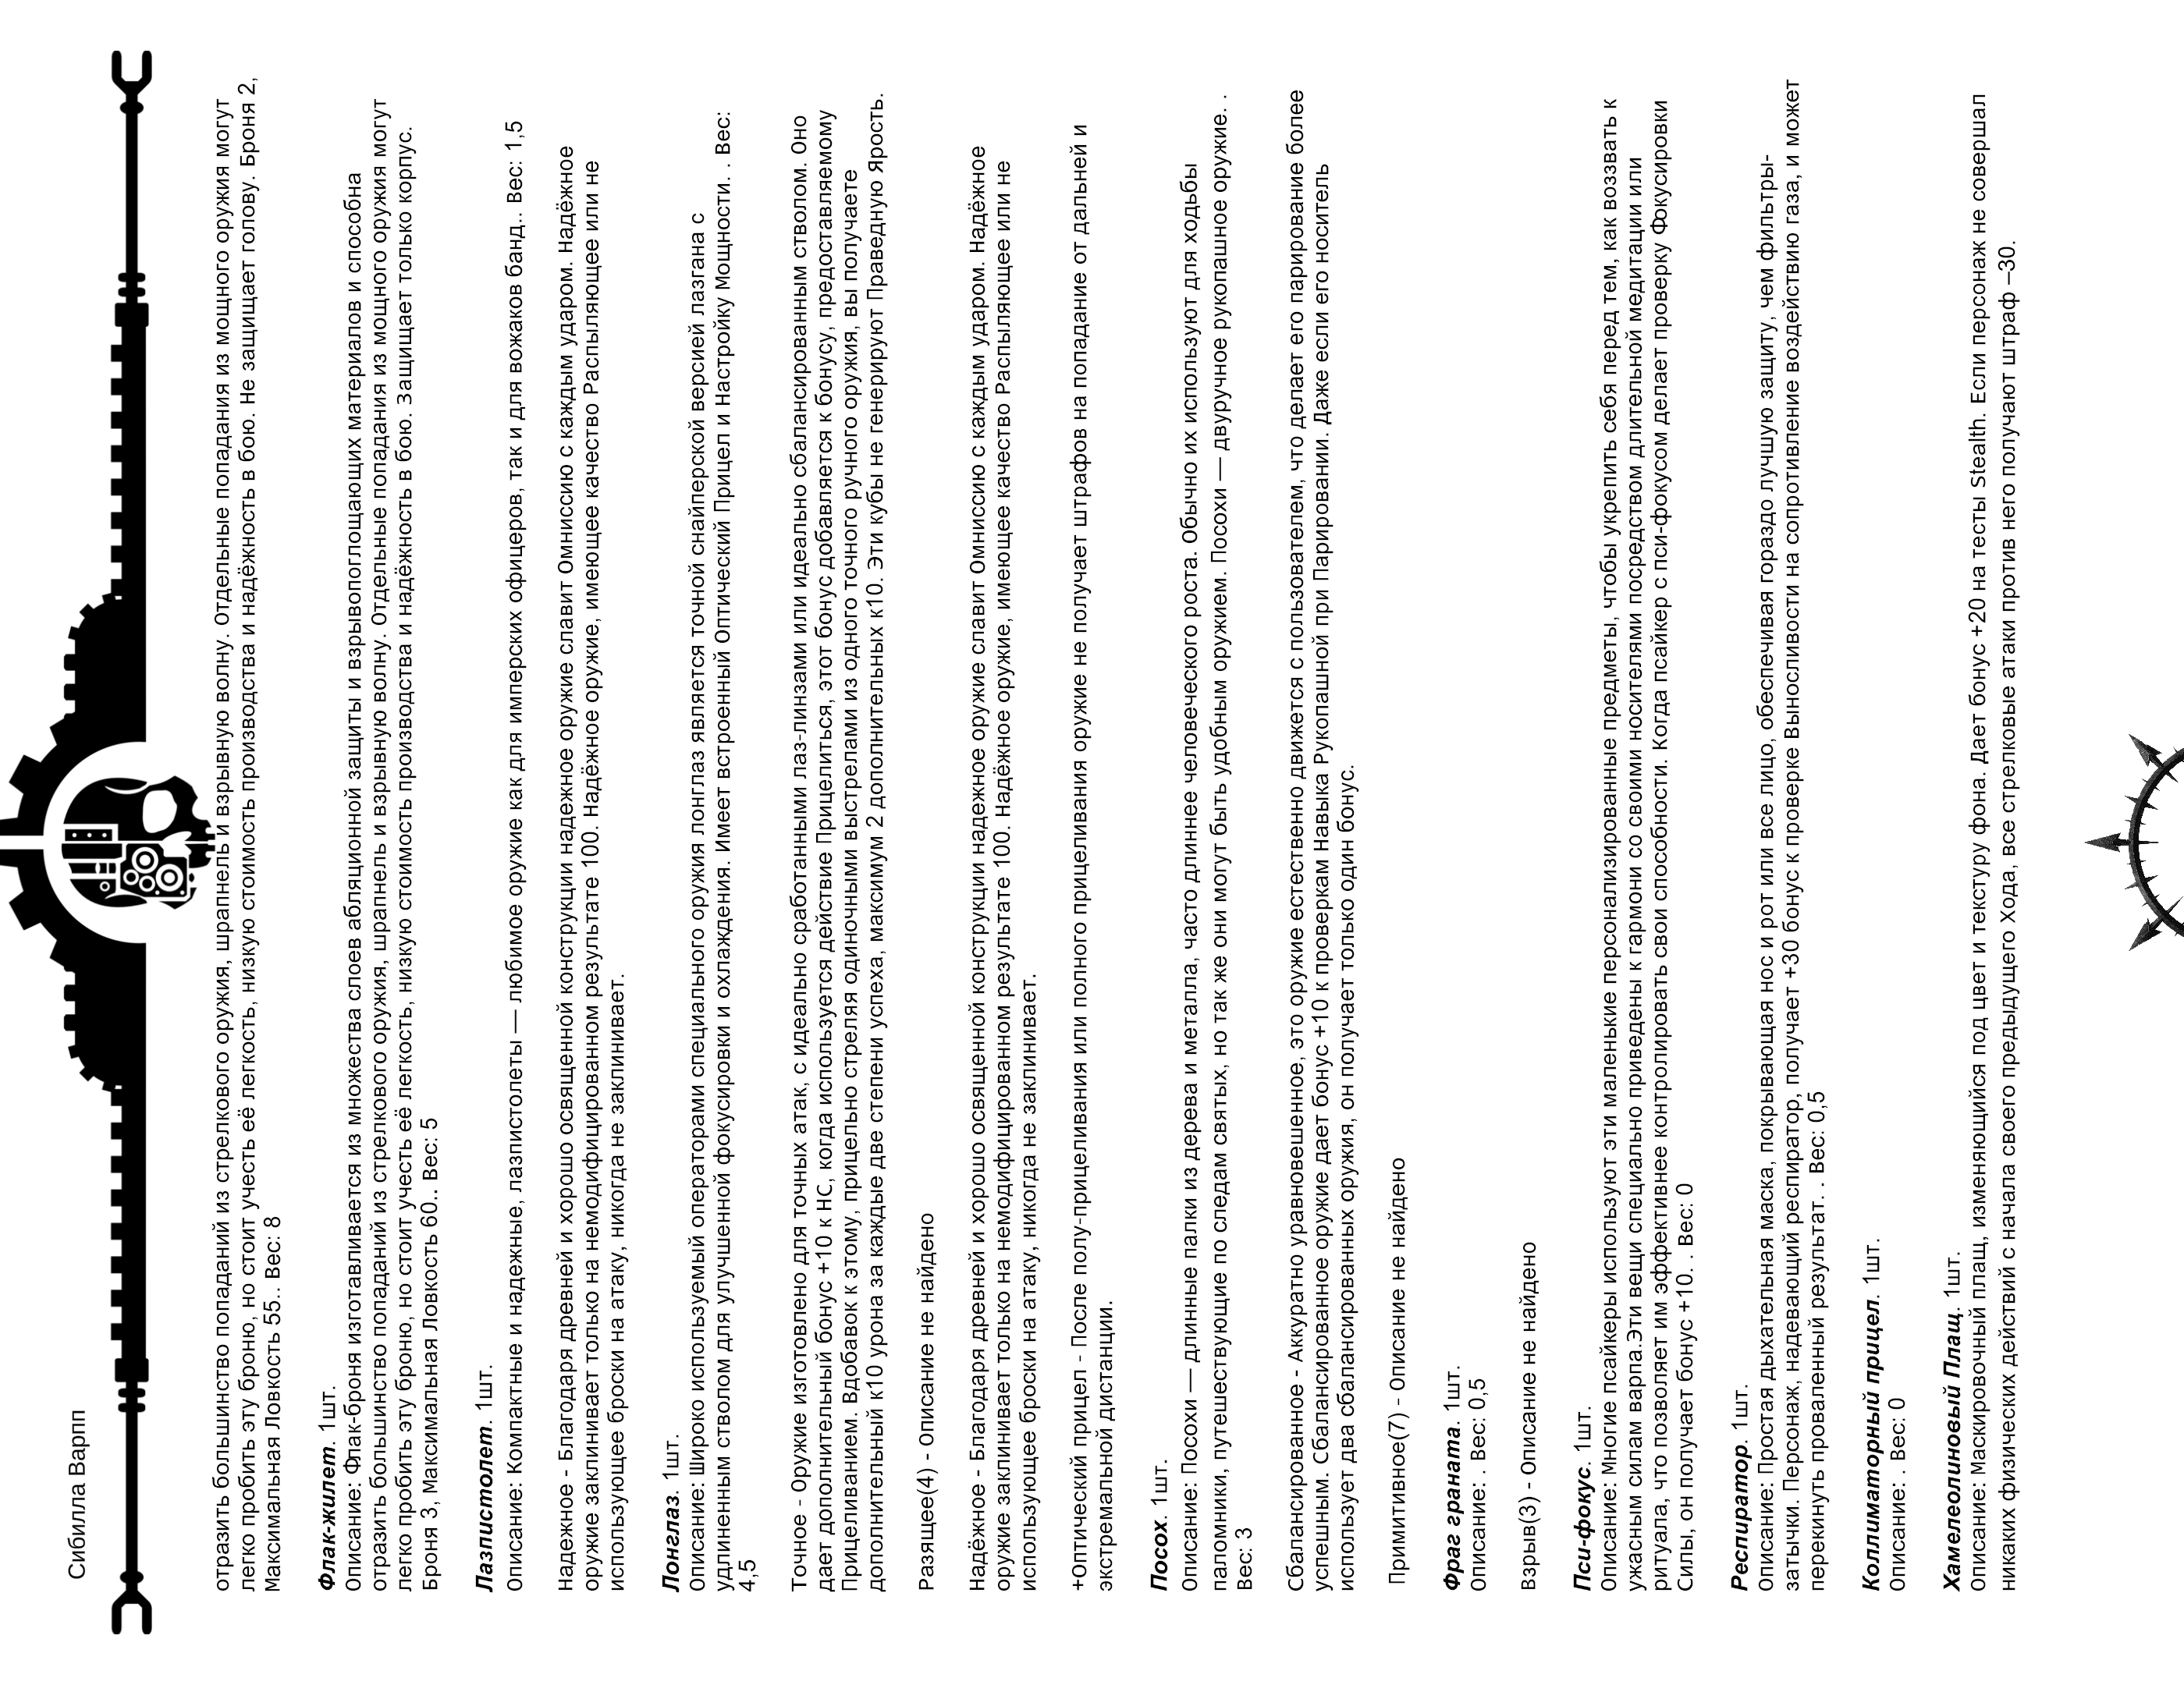 Сибилла Варпп
отразить большинство попаданий из стрелкового оружия, шрапнель и взрывную волну. Отдельные попадания из мощного оружия могут
легко пробить эту броню, но стоит учесть её легкость, низкую стоимость производства и надёжность в бою. Не защищает голову. Броня 2,
Максимальная Ловкость 55.. Вес: 8
Флак-жилет. 1шт.
Описание: Флак-броня изготавливается из множества слоев абляционной защиты и взрывопоглощающих материалов и способна
отразить большинство попаданий из стрелкового оружия, шрапнель и взрывную волну. Отдельные попадания из мощного оружия могут
легко пробить эту броню, но стоит учесть её легкость, низкую стоимость производства и надёжность в бою. Защищает только корпус.
Броня 3, Максимальная Ловкость 60.. Вес: 5
Лазпистолет. 1шт.
Описание: Компактные и надежные, лазпистолеты — любимое оружие как для имперских офицеров, так и для вожаков банд.. Вес: 1,5
Надежное - Благодаря древней и хорошо освященной конструкции надежное оружие славит Омниссию с каждым ударом. Надёжное
оружие заклинивает только на немодифицированном результате 100. Надёжное оружие, имеющее качество Распыляющее или не
использующее броски на атаку, никогда не заклинивает.
Лонглаз. 1шт.
Описание: Широко используемый операторами специального оружия лонглаз является точной снайперской версией лазгана с
удлиненным стволом для улучшенной фокусировки и охлаждения. Имеет встроенный Оптический Прицел и Настройку Мощности. . Вес:
4,5
Точное - Оружие изготовлено для точных атак, с идеально сработанными лаз-линзами или идеально сбалансированным стволом. Оно
дает дополнительный бонус +10 к НС, когда используется действие Прицелиться, этот бонус добавляется к бонусу, предоставляемому
Прицеливанием. Вдобавок к этому, прицельно стреляя одиночными выстрелами из одного точного ручного оружия, вы получаете
дополнительный к10 урона за каждые две степени успеха, максимум 2 дополнительных к10. Эти кубы не генерируют Праведную Ярость.
Разящее(4) - Описание не найдено
Надёжное - Благодаря древней и хорошо освященной конструкции надежное оружие славит Омниссию с каждым ударом. Надёжное
оружие заклинивает только на немодифицированном результате 100. Надёжное оружие, имеющее качество Распыляющее или не
использующее броски на атаку, никогда не заклинивает.
+Оптический прицел - После полу-прицеливания или полного прицеливания оружие не получает штрафов на попадание от дальней и
экстремальной дистанции.
Посох. 1шт.
Описание: Посохи — длинные палки из дерева и металла, часто длиннее человеческого роста. Обычно их используют для ходьбы
паломники, путешествующие по следам святых, но так же они могут быть удобным оружием. Посохи — двуручное рукопашное оружие. .
Вес: 3
Сбалансированное - Аккуратно уравновешенное, это оружие естественно движется с пользователем, что делает его парирование более
успешным. Сбалансированное оружие дает бонус +10 к проверкам Навыка Рукопашной при Парировании. Даже если его носитель
использует два сбалансированных оружия, он получает только один бонус.
Примитивное(7) - Описание не найдено
Фраг граната. 1шт.
Описание: . Вес: 0,5
Взрыв(3) - Описание не найдено
Пси-фокус. 1шт.
Описание: Многие псайкеры используют эти маленькие персонализированные предметы, чтобы укрепить себя перед тем, как воззвать к
ужасным силам варпа.Эти вещи специально приведены к гармони со своими носителями посредством длительной медитации или
ритуала, что позволяет им эффективнее контролировать свои способности. Когда псайкер с пси-фокусом делает проверку Фокусировки
Силы, он получает бонус +10. . Вес: 0
Респиратор. 1шт.
Описание: Простая дыхательная маска, покрывающая нос и рот или все лицо, обеспечивая гораздо лучшую защиту, чем фильтры-
затычки. Персонаж, надевающий респиратор, получает +30 бонус к проверке Выносливости на сопротивление воздействию газа, и может
перекинуть проваленный результат. . Вес: 0,5
Коллиматорный прицел. 1шт.
Описание: . Вес: 0
Хамелеолиновый Плащ. 1шт.
Описание: Маскировочный плащ, изменяющийся под цвет и текстуру фона. Дает бонус +20 на тесты Stealth. Если персонаж не совершал
никаких физических действий с начала своего предыдущего Хода, все стрелковые атаки против него получают штраф –30.